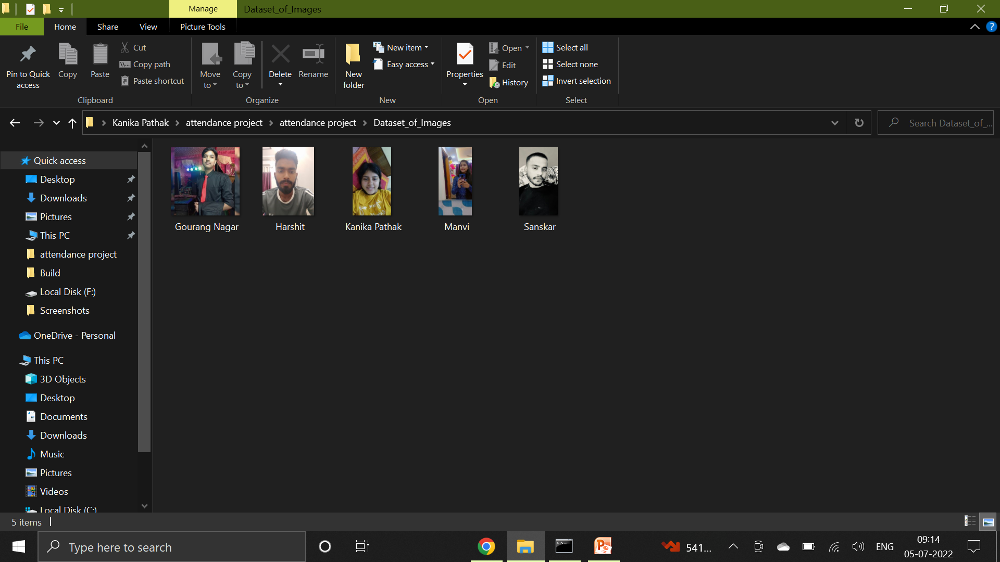 Manage Dataset_of_Images
File Home Share View Picture Tools
Pin to Quick access
Copy
Paste
Cut
Copy path
Paste shortcut
Clipboard
Move to
Copy to
Delete
Rename
Organize
New folder
New item
Easy access
New
Properties
Open
Edit
History
Open
Select all
Select none
Invert selection
Select
Kanika Pathak attendance project attendance project Dataset_of_Images
Search Dataset_of_...
Quick access
Desktop
Downloads
Pictures
This PC
attendance project
Build
Local Disk (F:)
Screenshots
OneDrive - Personal
This PC
3D Objects
Desktop
Documents
Downloads
Music
Pictures
Videos
Local Disk (C:)
Gourang Nagar
Harshit
Kanika Pathak
Manvi
Sanskar
5 items
Type here to search
541...
ENG
09:14
05-07-2022